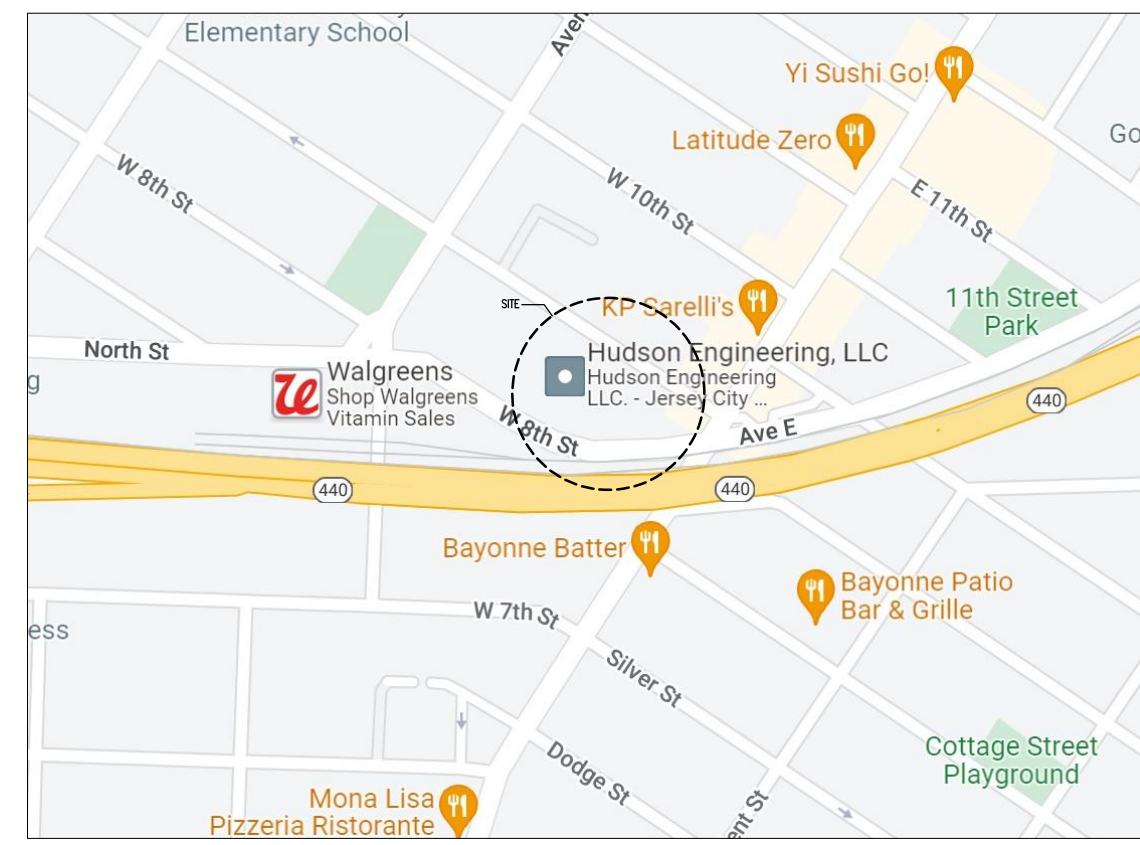 Elementary School
Aven
Yi Sushi Go!
Latitude Zero
Go
W 8th St
W 10th St
E 11th St
11th Street
Park
SITE
KP Sarelli's
North St
g
Walgreens
Shop Walgreens
Vitamin Sales
Hudson Engineering, LLC
Hudson Engineering
LLC. - Jersey City ...
W 8th St
Ave E
440
440
440
Bayonne Batter
Bayonne Patio
Bar & Grille
W 7th St
ess
Silver St
Dodge St
Cottage Street
Playground
Mona Lisa
Pizzeria Ristorante
ent St